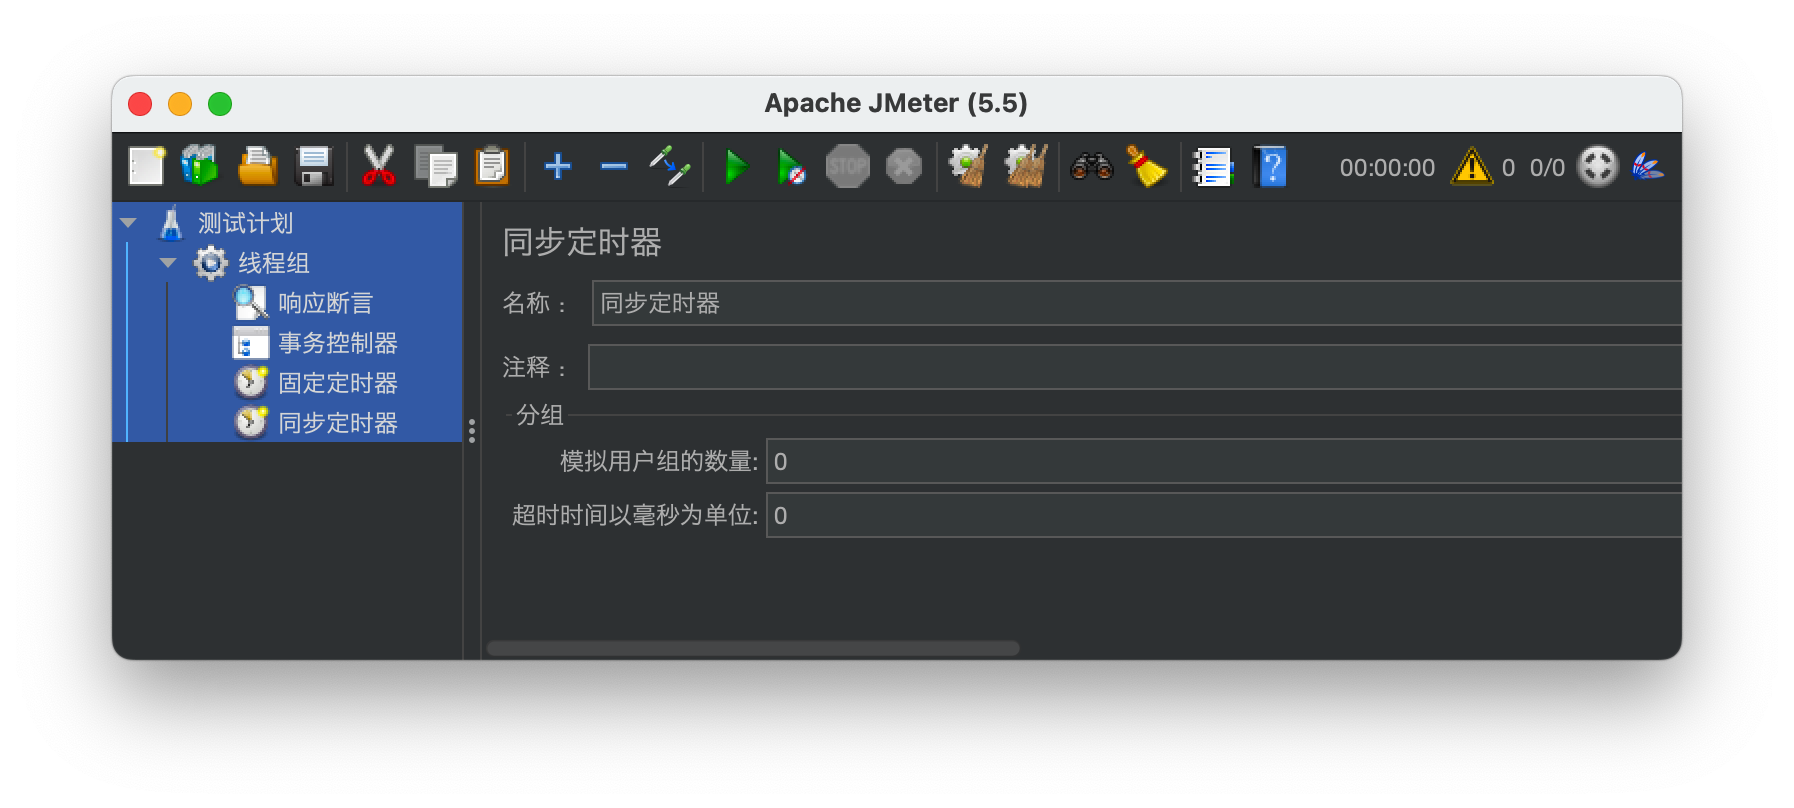 Apache JMeter (5.5)
STOP
00:00:00 0 0/0
测试计划
线程组
响应断言
事务控制器
固定定时器
同步定时器
同步定时器
名称： 同步定时器
注释：
分组
模拟用户组的数量: 0
超时时间以毫秒为单位: 0